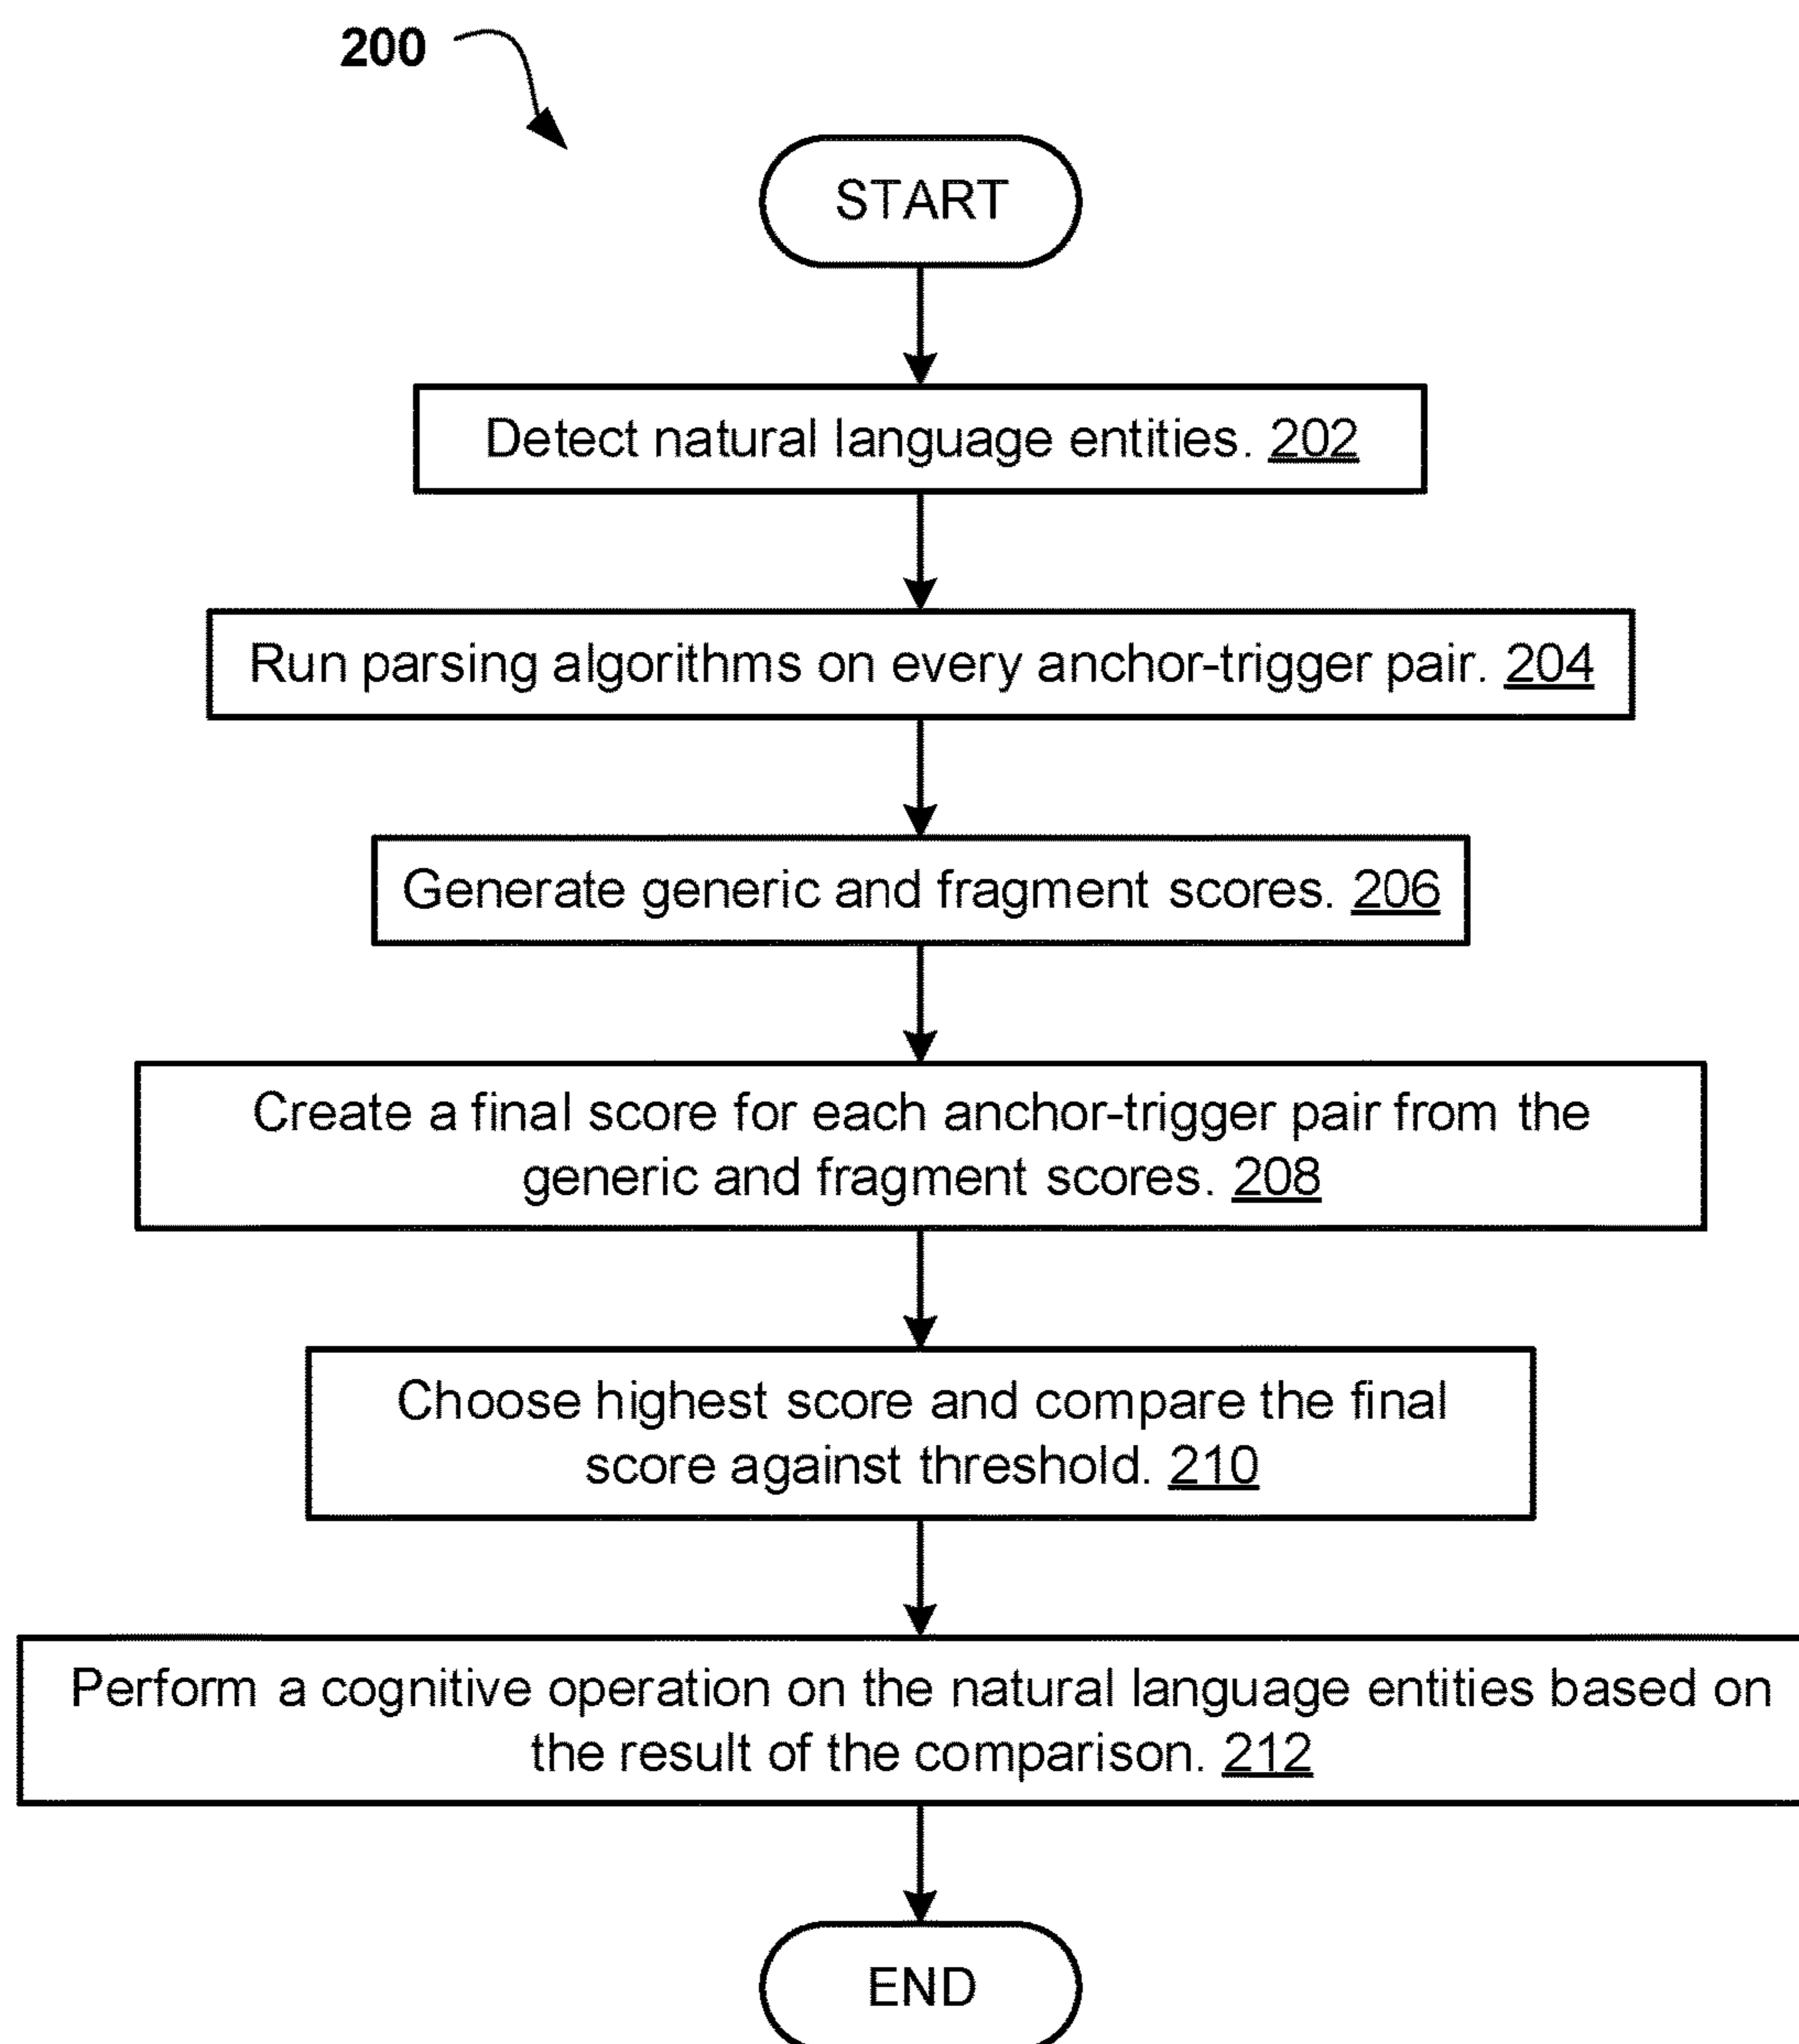 200
START
Detect natural language entities. 202
Run parsing algorithms on every anchor-trigger pair. 204
Generate generic and fragment scores. 206
Create a final score for each anchor-trigger pair from the
generic and fragment scores. 208
Choose highest score and compare the final
score against threshold. 210
Perform a cognitive operation on the natural language entities based on
the result of the comparison. 212
END